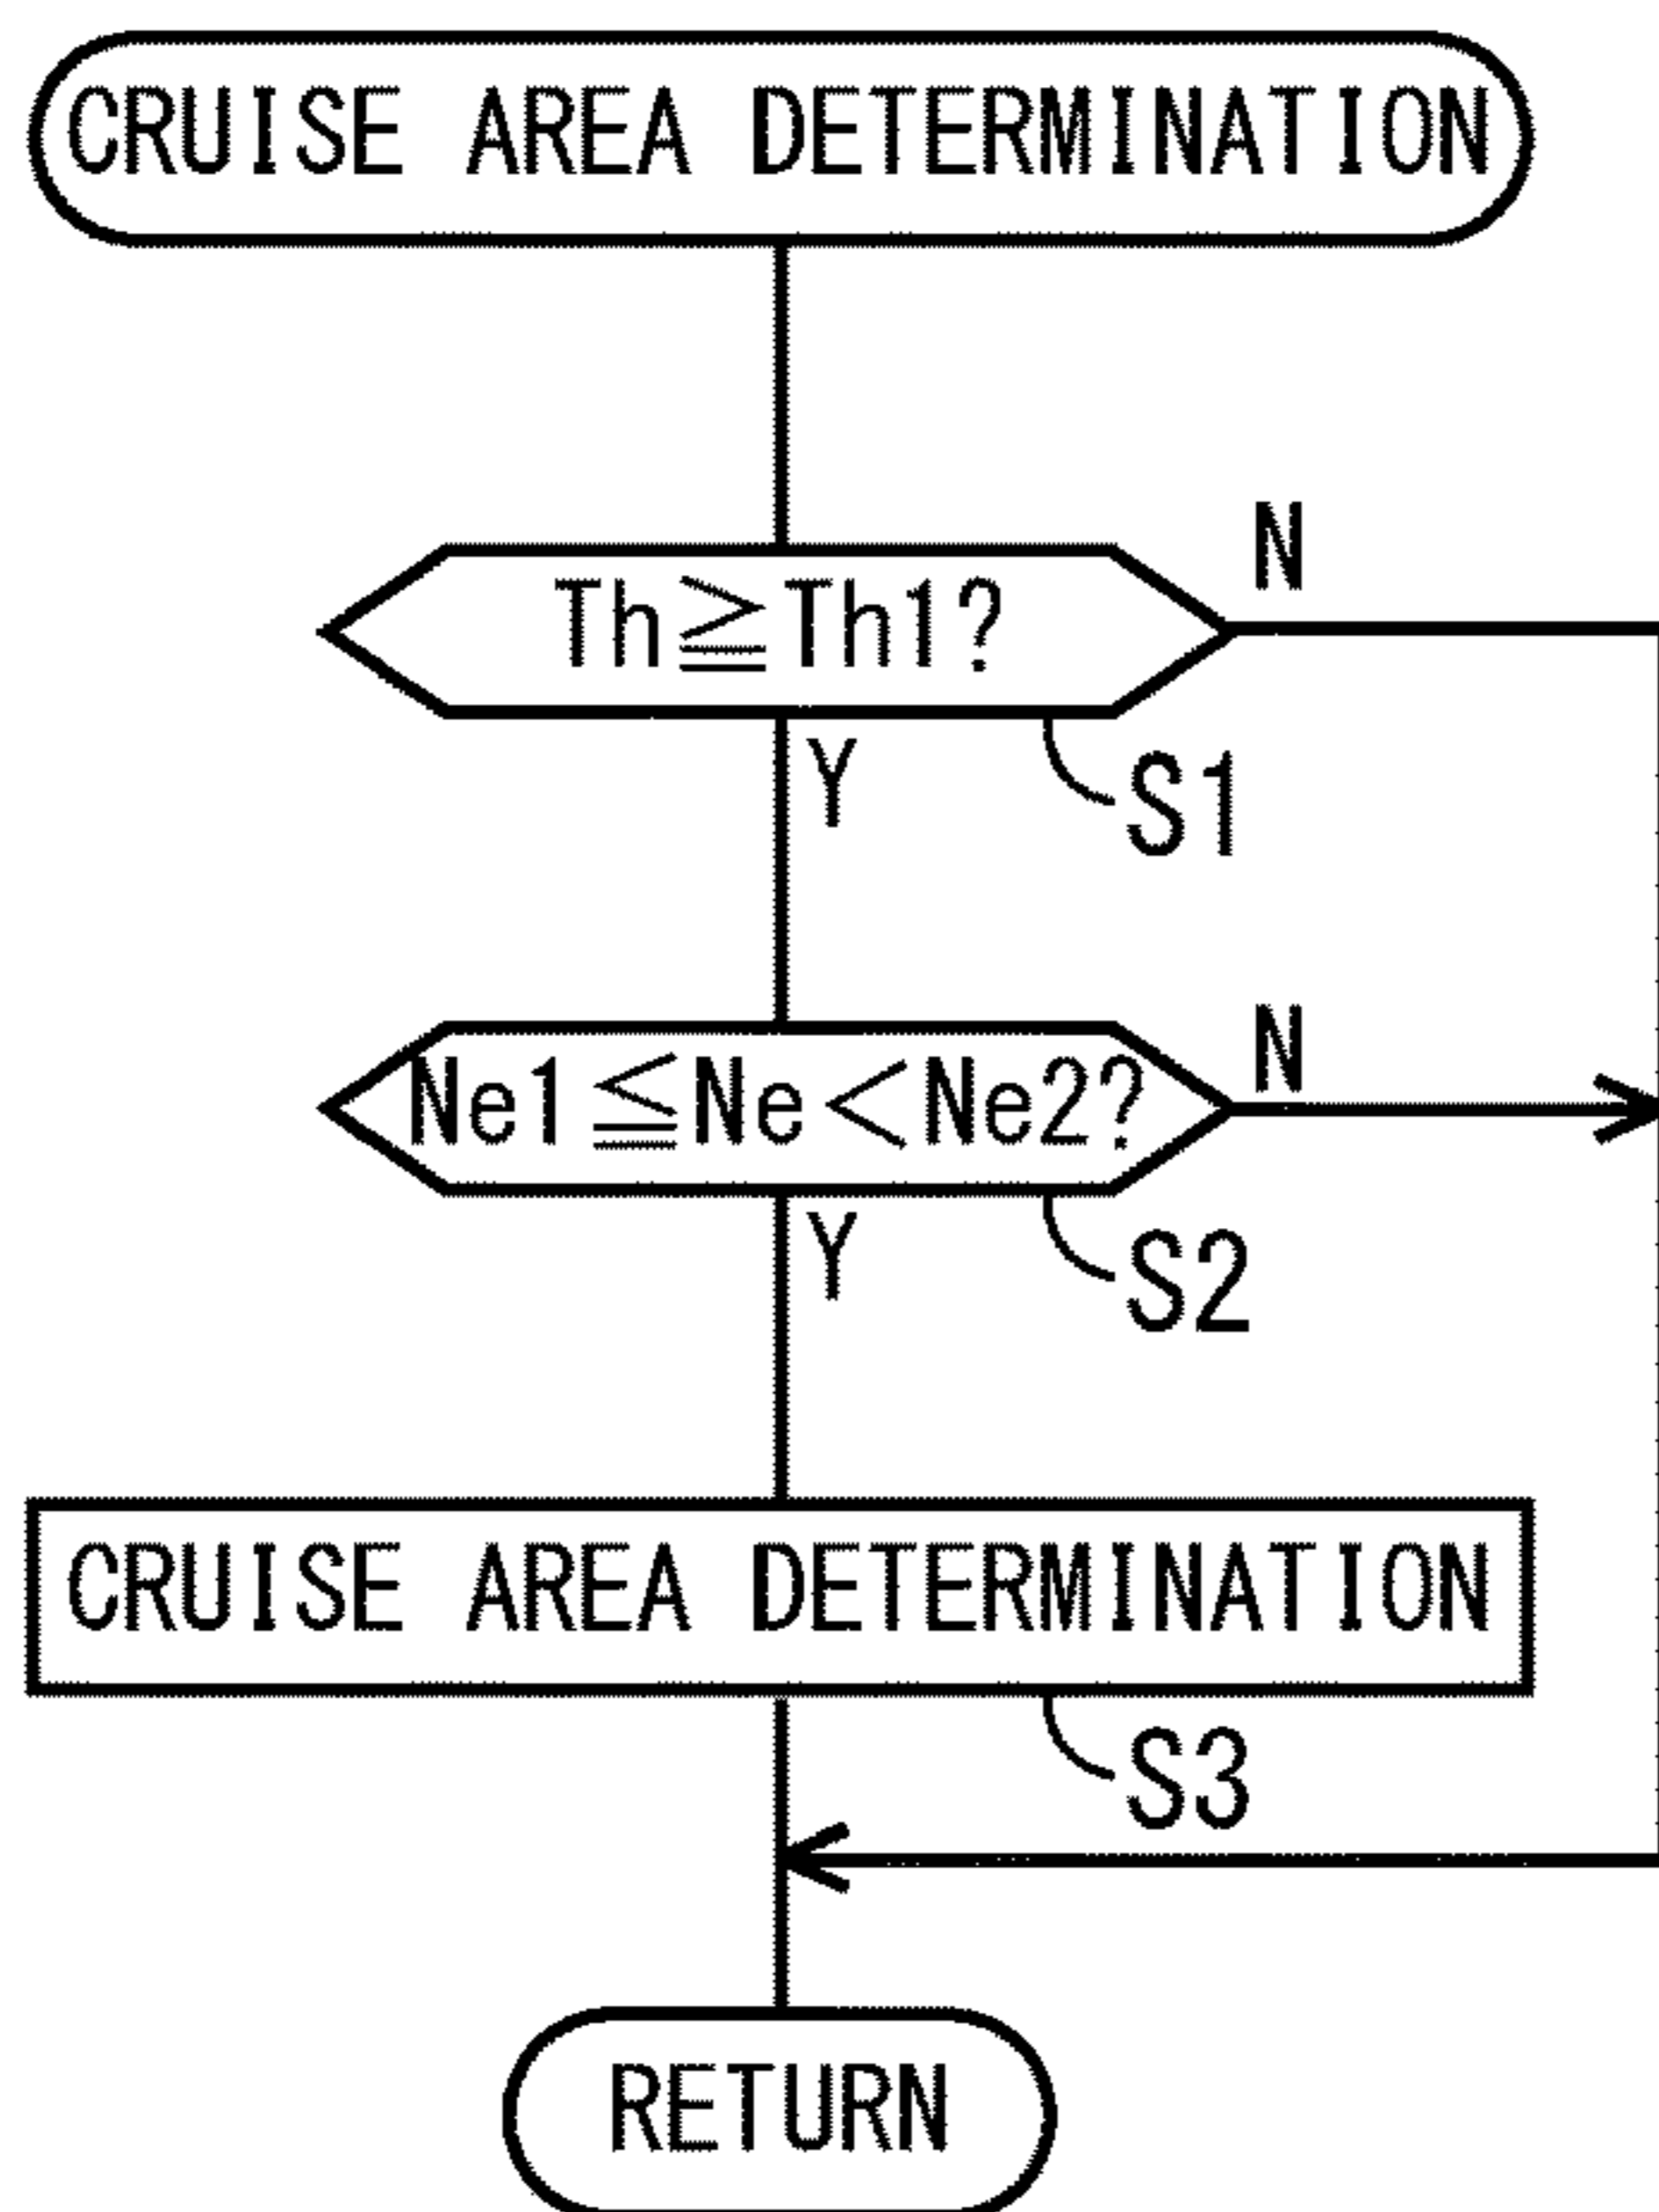 CRUISE AREA DETERMINATION
N
Th≧Th1?
Y
S1
N
Ne1≦Ne<Ne2?
Y
S2
CRUISE AREA DETERMINATION
S3
RETURN